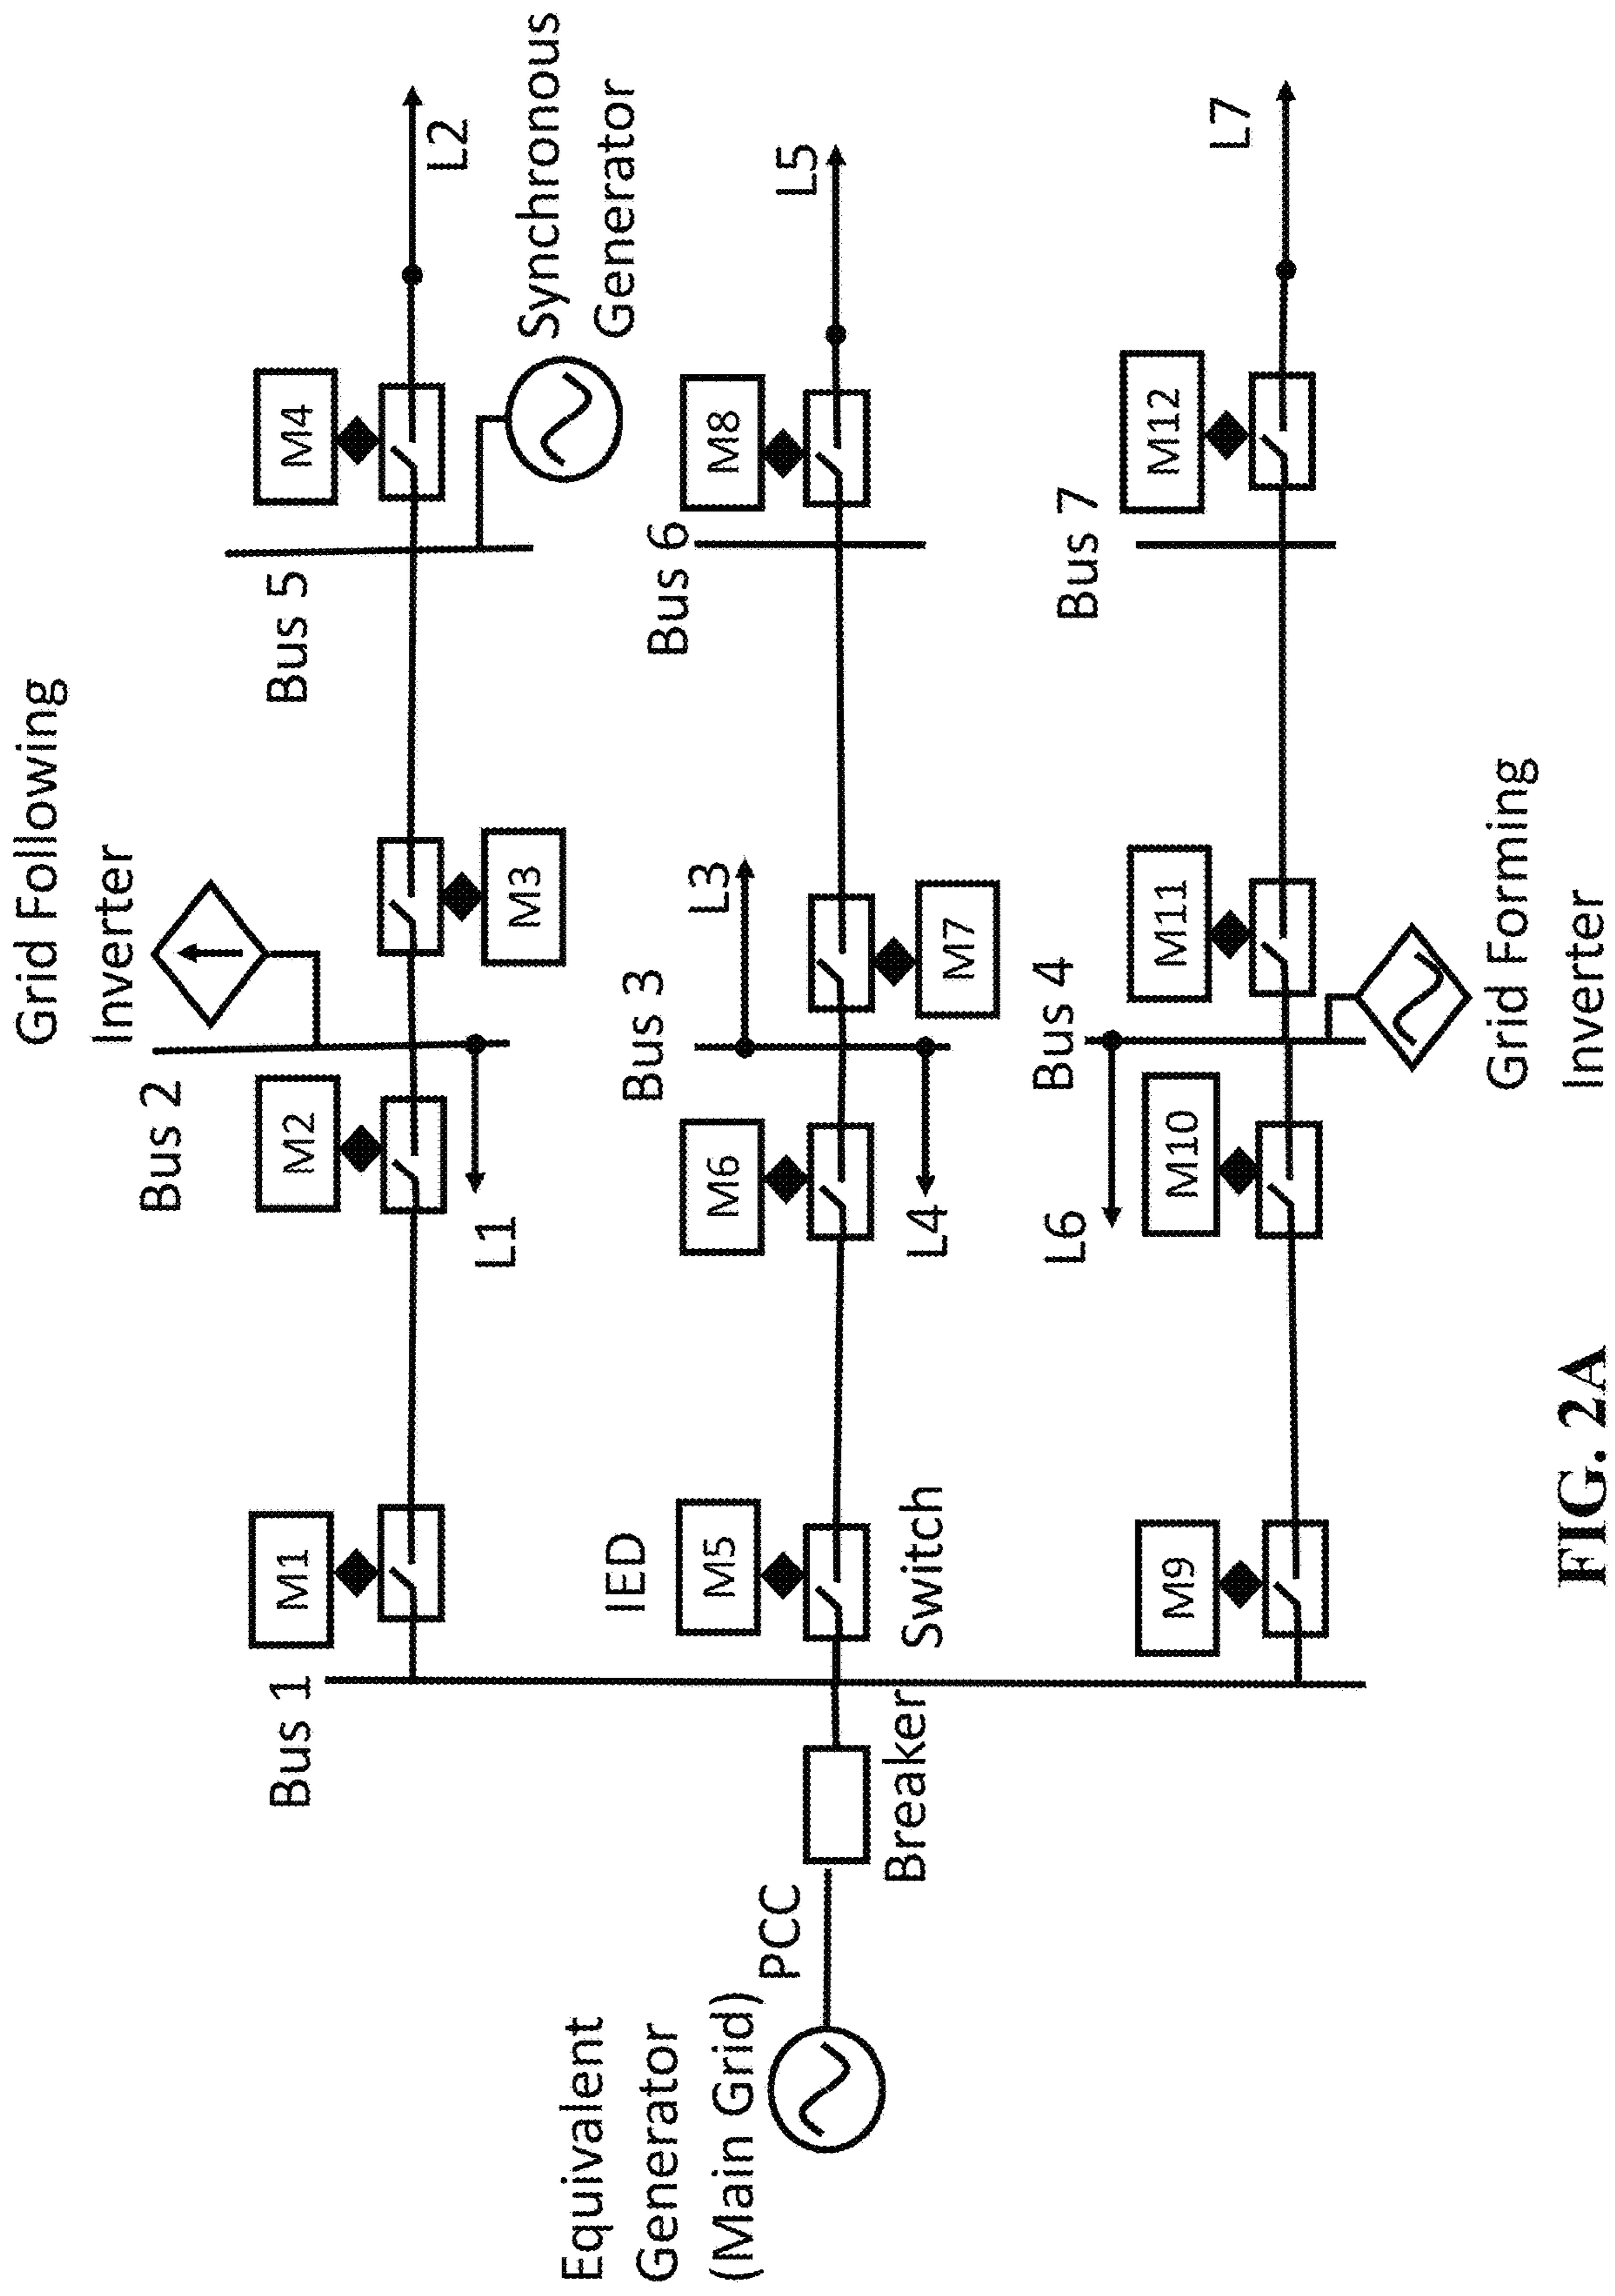 Grid Following
Inverter
Bus 2
M2
M3
L1
Bus 5
M4
L2
Synchronous
Generator
Bus 1
M1
Equivalent
Generator
(Main Grid)
PCC
Breaker
IED
M5
Switch
M6
Bus 3
L3
L4
M7
Bus 6
M8
L5
M9
L6
Bus 4
M10
M11
Grid Forming
Inverter
Bus 7
M12
L7
FIG. 2A